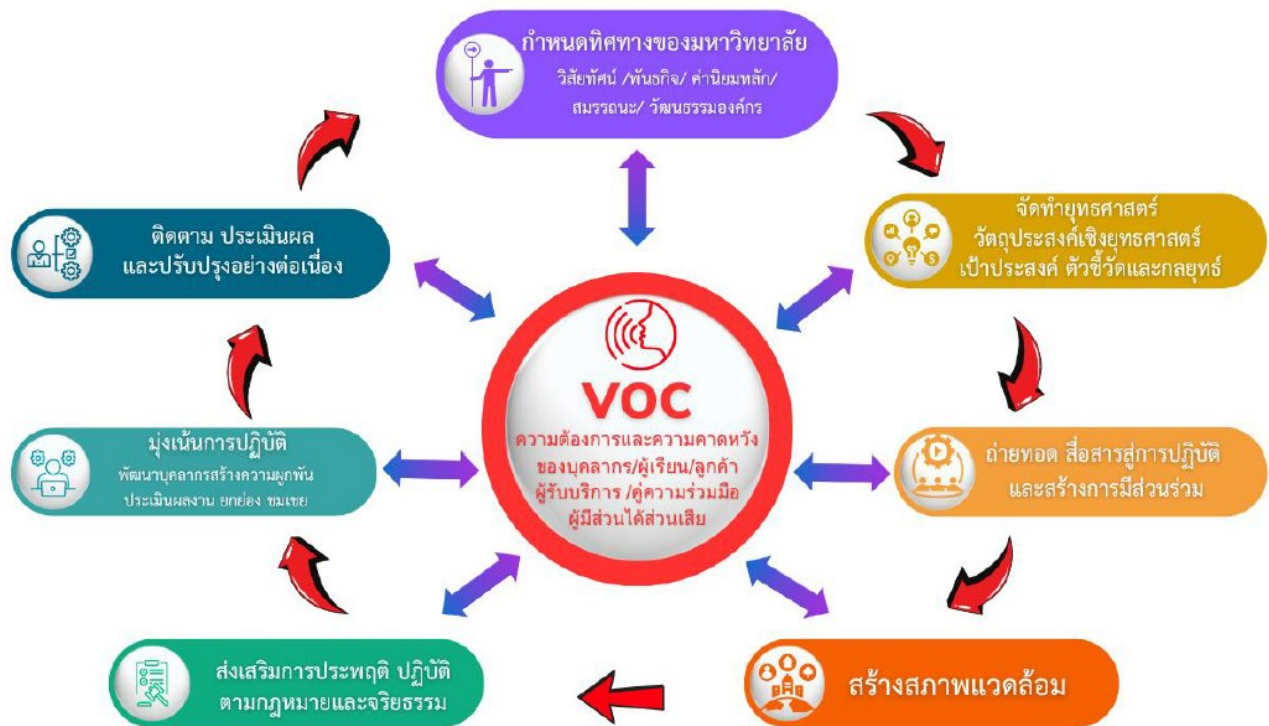 กำหนดทิศทางของมหาวิทยาลัย
วิสัยทัศน์ /พันธกิจ/ ค่านิยมหลัก/
สมรรถนะ/ วัฒนธรรมองค์กร
จัดทำยุทธศาสตร์
วัตถุประสงค์เชิงยุทธศาสตร์
เป้าประสงค์ ตัวชี้วัดและกลยุทธ์
ถ่ายทอด สื่อสารสู่การปฏิบัติ
และสร้างการมีส่วนร่วม
สร้างสภาพแวดล้อม
ส่งเสริมการประพฤติ ปฏิบัติ
ตามกฎหมายและจริยธรรม
มุ่งเน้นการปฏิบัติ
พัฒนาบุคลากรสร้างความผูกพัน
ประเมินผลงาน ยกย่อง ชมเชย
ติดตาม ประเมินผล
และปรับปรุงอย่างต่อเนื่อง
VOC
ความต้องการและความคาดหวัง
ของบุคลากร/ผู้เรียน/ลูกค้า
ผู้รับบริการ /คู่ความร่วมมือ
ผู้มีส่วนได้ส่วนเสีย